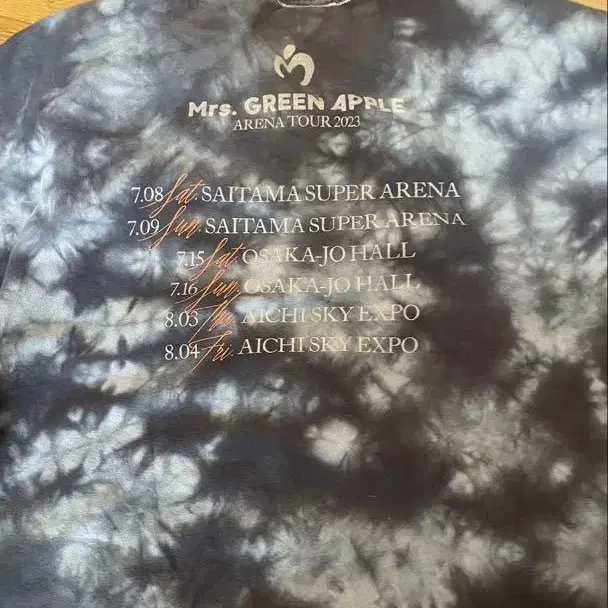 Mrs. GREEN APPLE
ARENA TOUR 2023
7.08 Sat. SAITAMA SUPER ARENA
7.09 Sun. SAITAMA SUPER ARENA
7.15 Sat. OSAKA-JO HALL
7.16 Sun. OSAKA-JO HALL
8.03 Thu. AICHI SKY EXPO
8.04 Fri. AICHI SKY EXPO